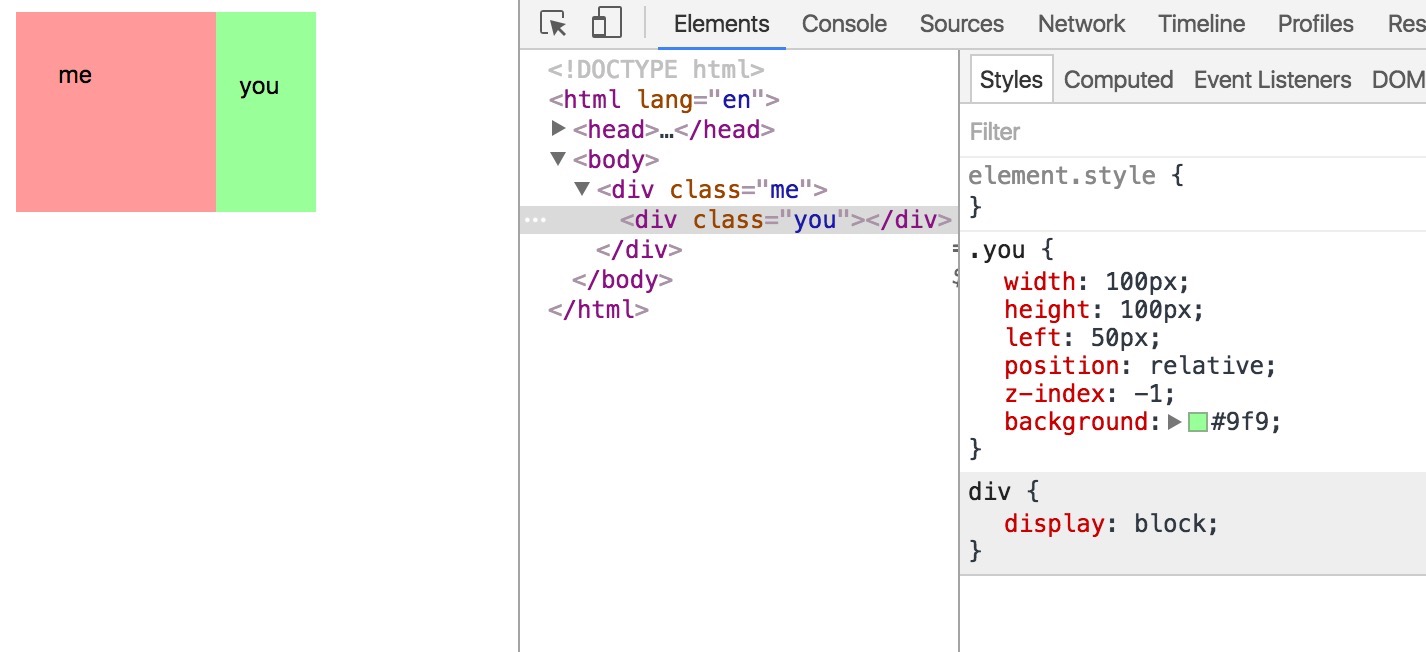 me
you
Elements Console Sources Network Timeline Profiles Res
<!DOCTYPE html>
<html lang="en">
<head>…</head>
<body>
<div class="me">
<div class="you"></div>
</div>
</body>
</html>
Styles Computed Event Listeners DOM
Filter
element.style {
}
.you {
width: 100px;
height: 100px;
left: 50px;
position: relative;
z-index: -1;
background: #9f9;
}
div {
display: block;
}